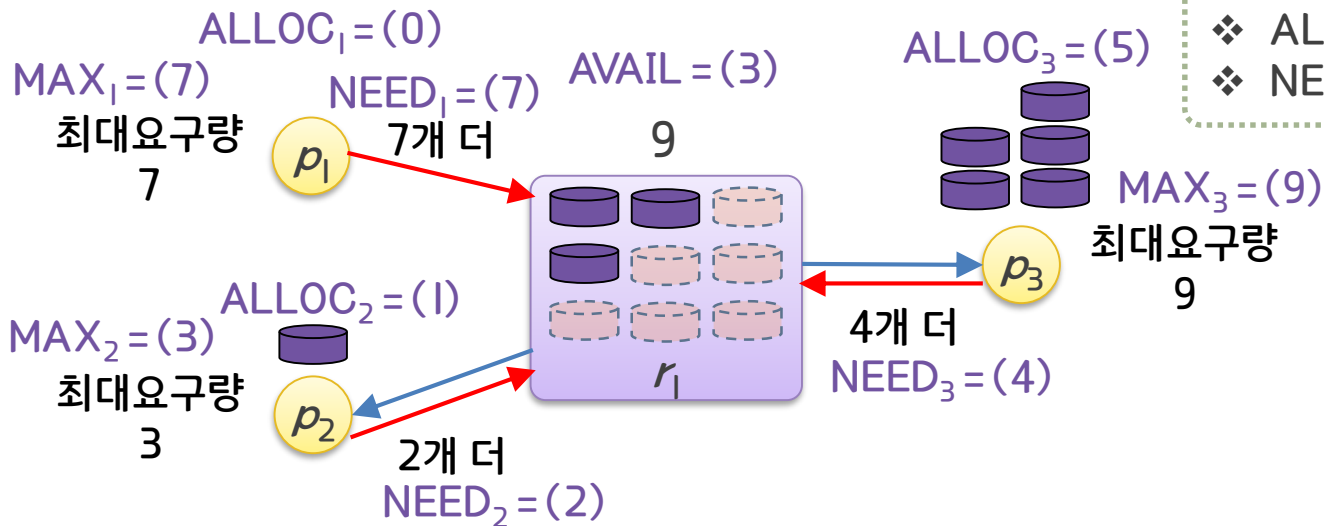 ALLOC₁ = (0)
MAX₁ = (7)
최대요구량
7
NEED₁ = (7)
7개 더
p₁
AVAIL = (3)
9
r₁
ALLOC₃ = (5)
MAX₃ = (9)
최대요구량
9
p₃
4개 더
NEED₃ = (4)
ALLOC₂ = (1)
MAX₂ = (3)
최대요구량
3
p₂
2개 더
NEED₂ = (2)
❖ AL
❖ NE